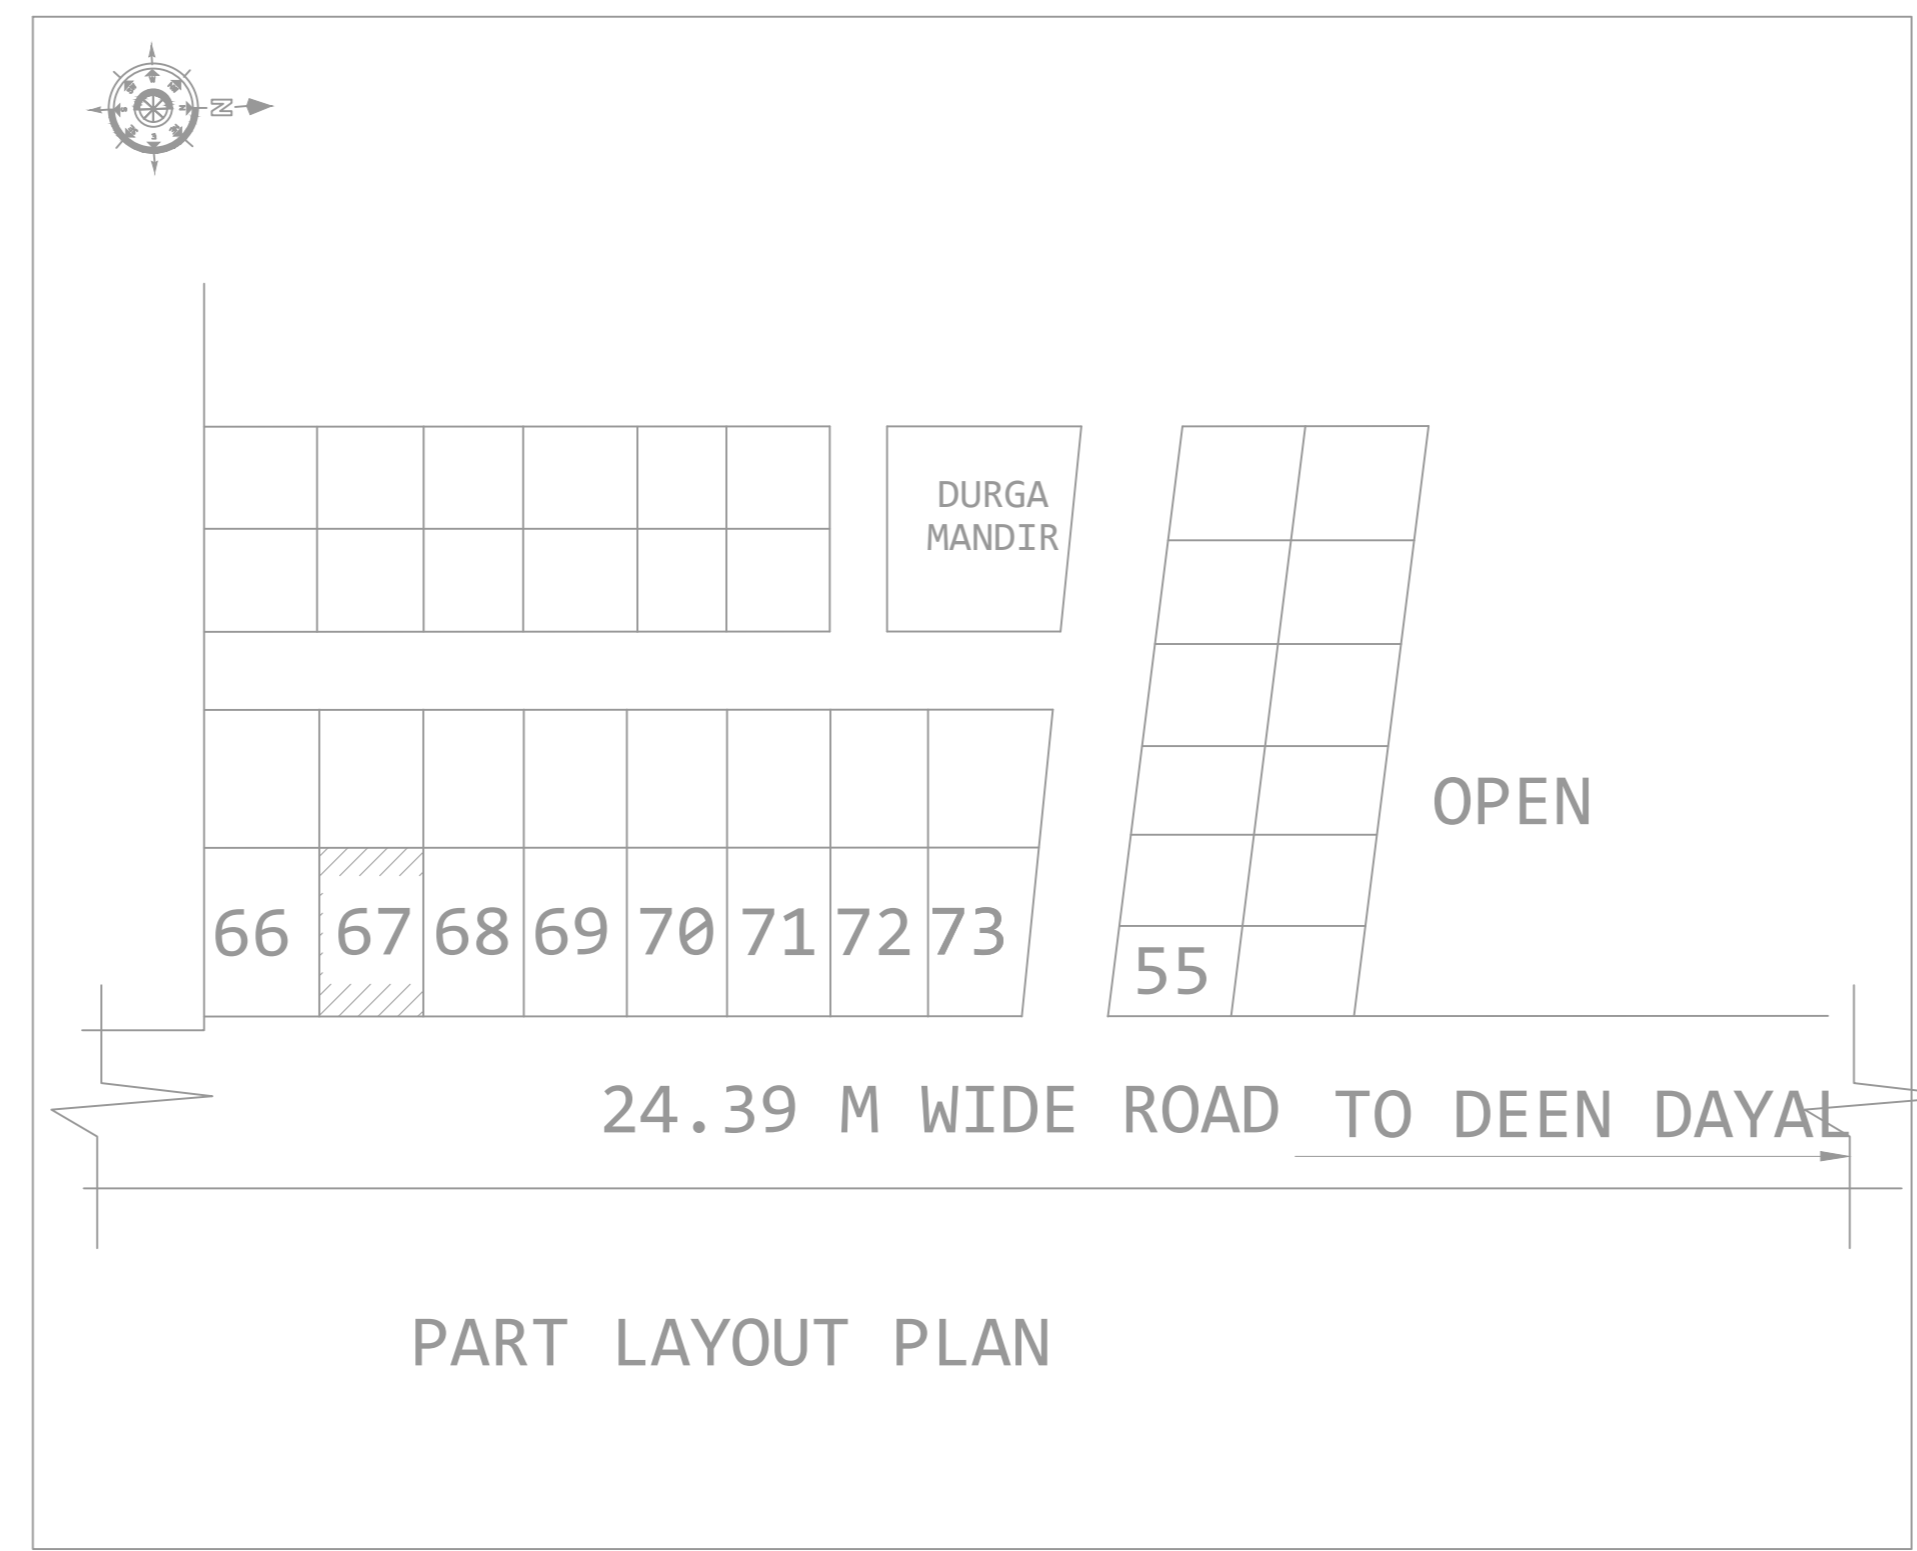 N
DURGA
MANDIR
OPEN
66 67 68 69 70 71 72 73
55
24.39 M WIDE ROAD TO DEEN DAYAL
PART LAYOUT PLAN